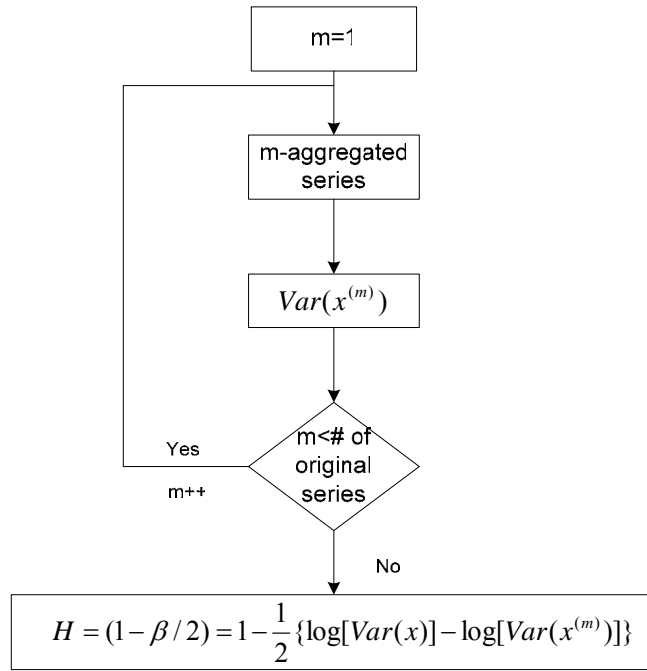 m=1
m-aggregated
series
Var(x^(m))
m<# of
original
series
Yes
m++
No
H = (1 − β / 2) = 1 − 1/2 {log[Var(x)] − log[Var(x^(m))]}